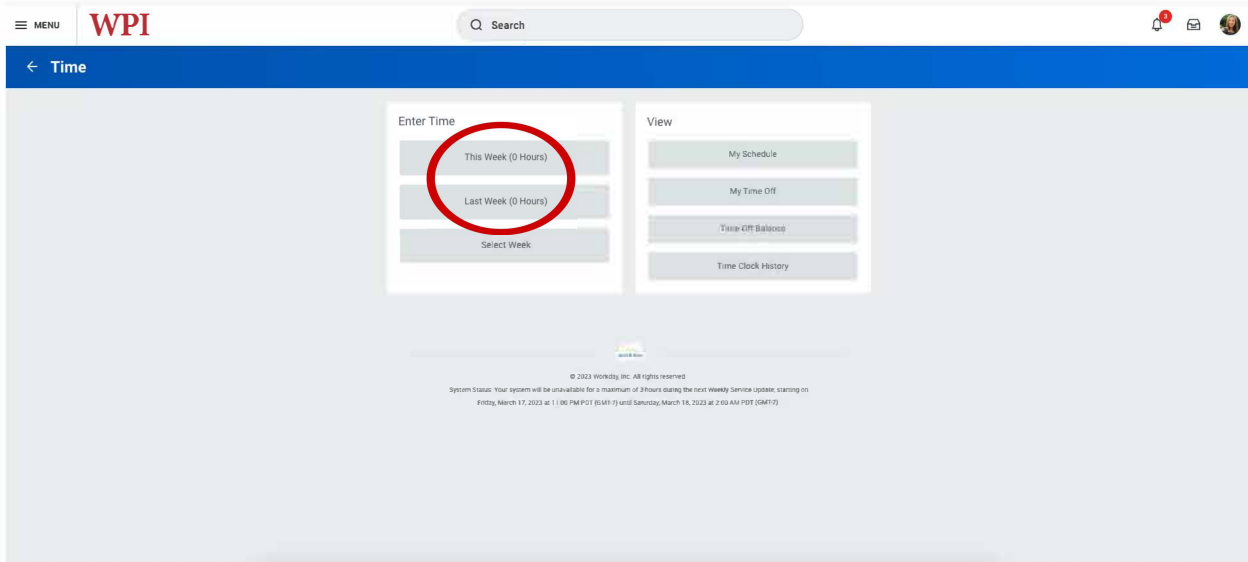 MENU
WPI
Search
3
Time
Enter Time
This Week (0 Hours)
Last Week (0 Hours)
Select Week
View
My Schedule
My Time Off
Time Off Balance
Time Clock History
© 2023 Workday, Inc. All rights reserved.
System Status: Your system will be unavailable for a maximum of 3 hours during the next Weekly Service Update; starting on
Friday, March 17, 2023 at 11:00 PM PDT (GMT-7) until Saturday, March 18, 2023 at 2:00 AM PDT (GMT-7)